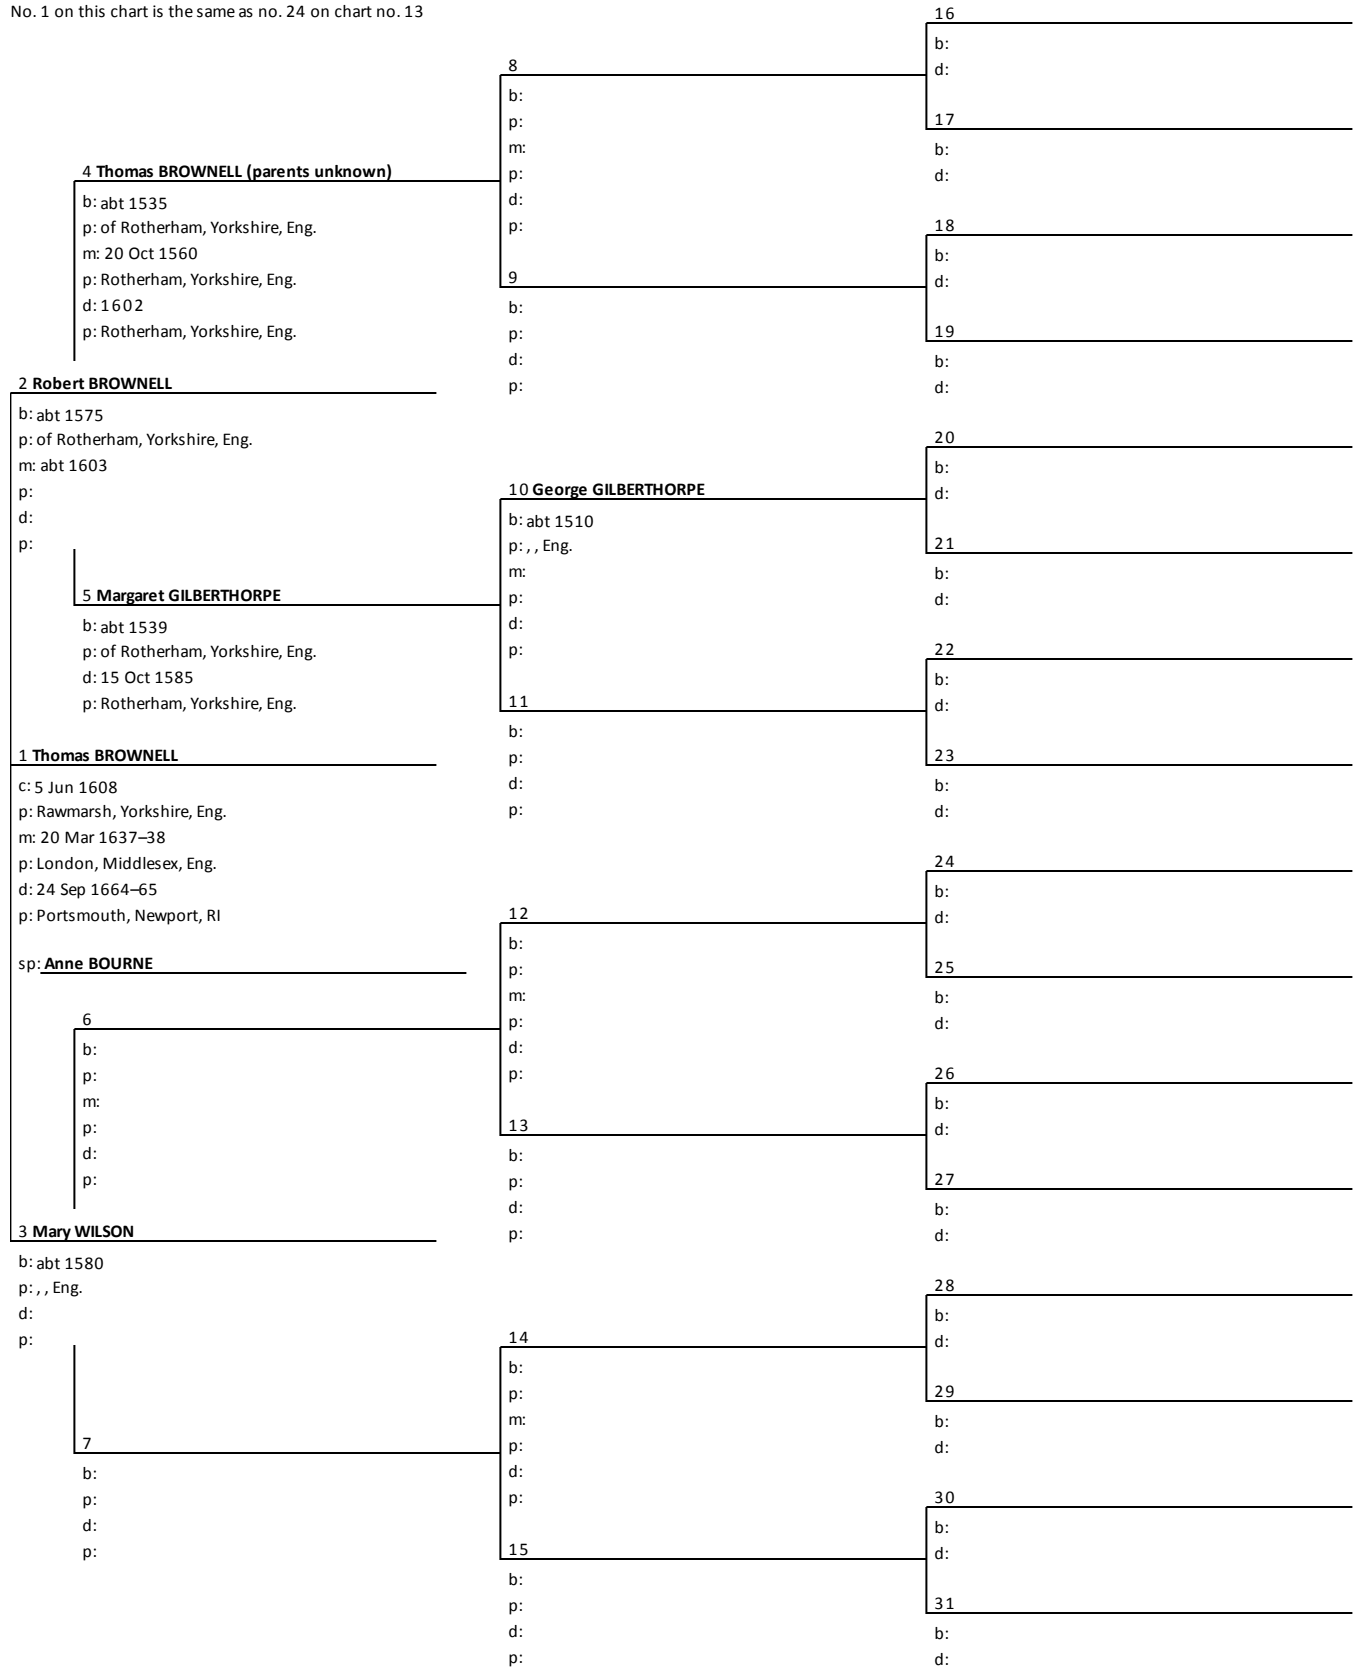 No. 1 on this chart is the same as no. 24 on chart no. 13
4 Thomas BROWNELL (parents unknown)
b: abt 1535
p: of Rotherham, Yorkshire, Eng.
m: 20 Oct 1560
p: Rotherham, Yorkshire, Eng.
d: 1602
p: Rotherham, Yorkshire, Eng.
2 Robert BROWNELL
b: abt 1575
p: of Rotherham, Yorkshire, Eng.
m: abt 1603
p:
d:
p:
5 Margaret GILBERTHORPE
b: abt 1539
p: of Rotherham, Yorkshire, Eng.
d: 15 Oct 1585
p: Rotherham, Yorkshire, Eng.
1 Thomas BROWNELL
c: 5 Jun 1608
p: Rawmarsh, Yorkshire, Eng.
m: 20 Mar 1637–38
p: London, Middlesex, Eng.
d: 24 Sep 1664–65
p: Portsmouth, Newport, RI
sp: Anne BOURNE
6
b:
p:
m:
p:
d:
p:
3 Mary WILSON
b: abt 1580
p: , , Eng.
d:
p:
7
b:
p:
d:
p:
8
b:
p:
m:
p:
d:
p:
9
b:
p:
d:
p:
10 George GILBERTHORPE
b: abt 1510
p: , , Eng.
m:
p:
d:
p:
11
b:
p:
d:
p:
12
b:
p:
m:
p:
d:
p:
13
b:
p:
d:
p:
14
b:
p:
m:
p:
d:
p:
15
b:
p:
d:
p:
16
b:
d:
17
b:
d:
18
b:
d:
19
b:
d:
20
b:
d:
21
b:
d:
22
b:
d:
23
b:
d:
24
b:
d:
25
b:
d:
26
b:
d:
27
b:
d:
28
b:
d:
29
b:
d:
30
b:
d:
31
b:
d: